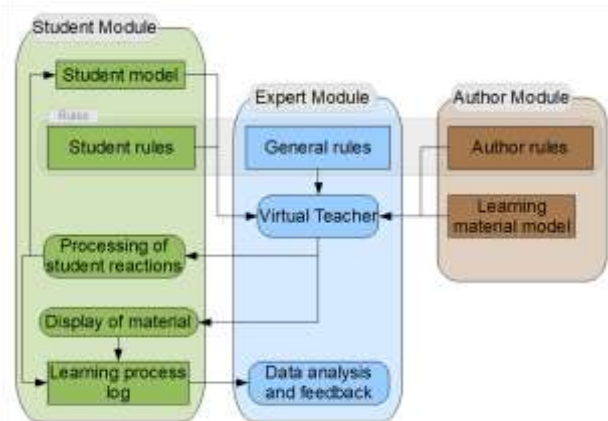 Student Module
Student model
Expert Module
Author Module
Rules
Student rules
General rules
Author rules
Virtual Teacher
Learning
material model
Processing of
student reactions
Display of material
Learning process
log
Data analysis
and feedback